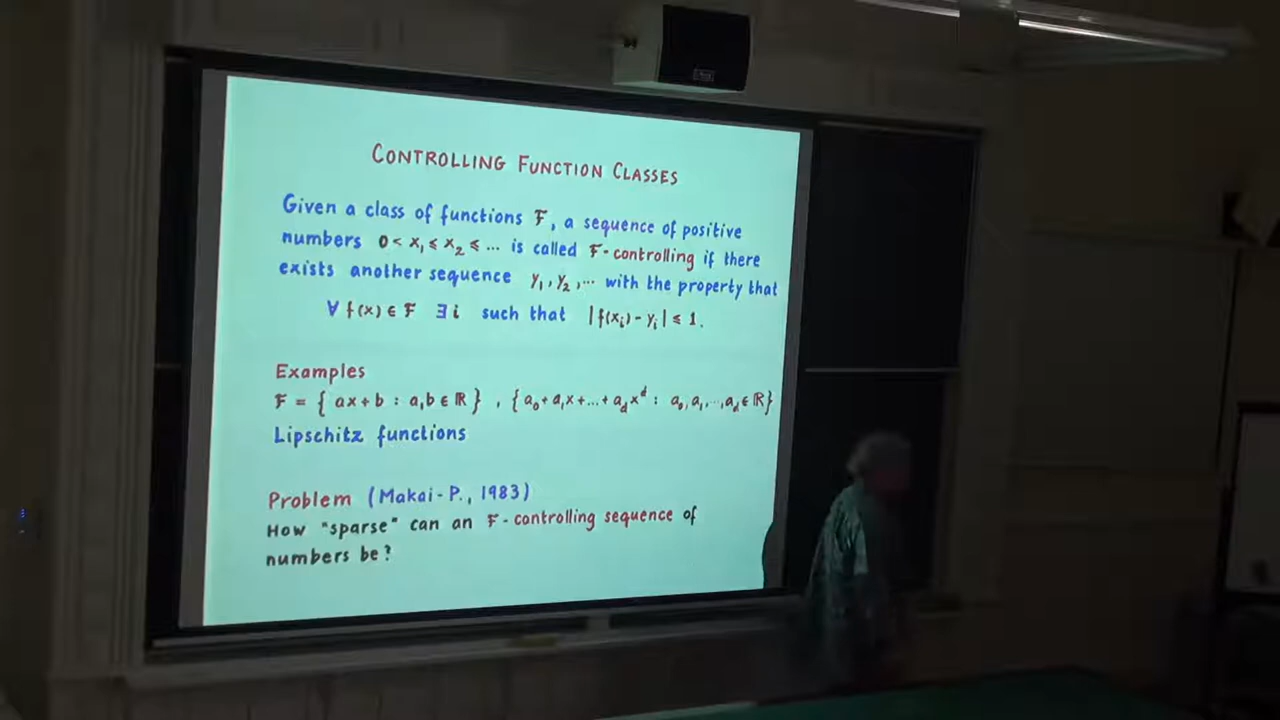 CONTROLLING FUNCTION CLASSES
Given a class of functions F, a sequence of positive
numbers 0 < x₁ ≤ x₂ ≤ ... is called F-controlling if there
exists another sequence y₁, y₂, ... with the property that
∀ f(x) ∈ F ∃ i such that |f(xᵢ) - yᵢ| ≤ 1.
Examples
F = { ax + b : a, b ∈ ℝ } , { a₀ + a₁x + ... + a_d x^d : a₀, a₁, ..., a_d ∈ ℝ }
Lipschitz functions
Problem (Makai - P., 1983)
How "sparse" can an F-controlling sequence of
numbers be?